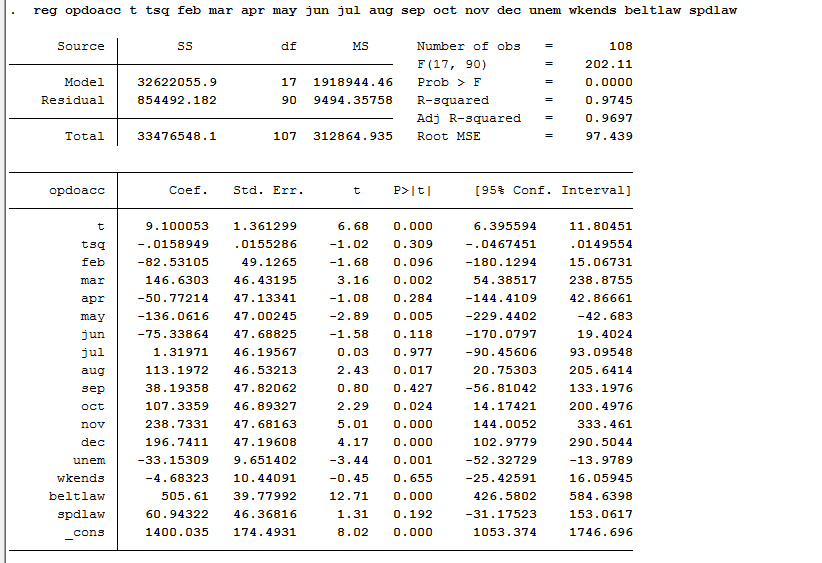 . reg opdoacc t tsq feb mar apr may jun jul aug sep oct nov dec unem wkends beltlaw spdlaw
Source SS df MS Number of obs = 108
F(17, 90) = 202.11
Model 32622055.9 17 1918944.46 Prob > F = 0.0000
Residual 854492.182 90 9494.35758 R-squared = 0.9745
Adj R-squared = 0.9697
Total 33476548.1 107 312864.935 Root MSE = 97.439
opdoacc Coef. Std. Err. t P>|t| [95% Conf. Interval]
t 9.100053 1.361299 6.68 0.000 6.395594 11.80451
tsq -.0158949 .0155286 -1.02 0.309 -.0467451 .0149554
feb -82.53105 49.1265 -1.68 0.096 -180.1294 15.06731
mar 146.6303 46.43195 3.16 0.002 54.38517 238.8755
apr -50.77214 47.13341 -1.08 0.284 -144.4109 42.86661
may -136.0616 47.00245 -2.89 0.005 -229.4402 -42.683
jun -75.33864 47.68825 -1.58 0.118 -170.0797 19.4024
jul 1.31971 46.19567 0.03 0.977 -90.45606 93.09548
aug 113.1972 46.53213 2.43 0.017 20.75303 205.6414
sep 38.19358 47.82062 0.80 0.427 -56.81042 133.1976
oct 107.3359 46.89327 2.29 0.024 14.17421 200.4976
nov 238.7331 47.68163 5.01 0.000 144.0052 333.461
dec 196.7411 47.19608 4.17 0.000 102.9779 290.5044
unem -33.15309 9.651402 -3.44 0.001 -52.32729 -13.9789
wkends -4.68323 10.44091 -0.45 0.655 -25.42591 16.05945
beltlaw 505.61 39.77992 12.71 0.000 426.5802 584.6398
spdlaw 60.94322 46.36816 1.31 0.192 -31.17523 153.0617
_cons 1400.035 174.4931 8.02 0.000 1053.374 1746.696